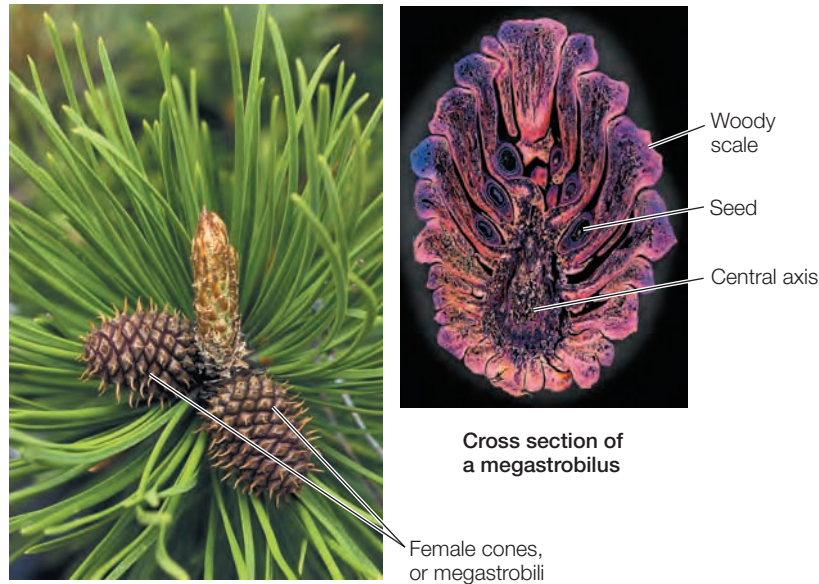 Woody
scale
Seed
Central axis
Cross section of
a megastrobilus
Female cones,
or megastrobili